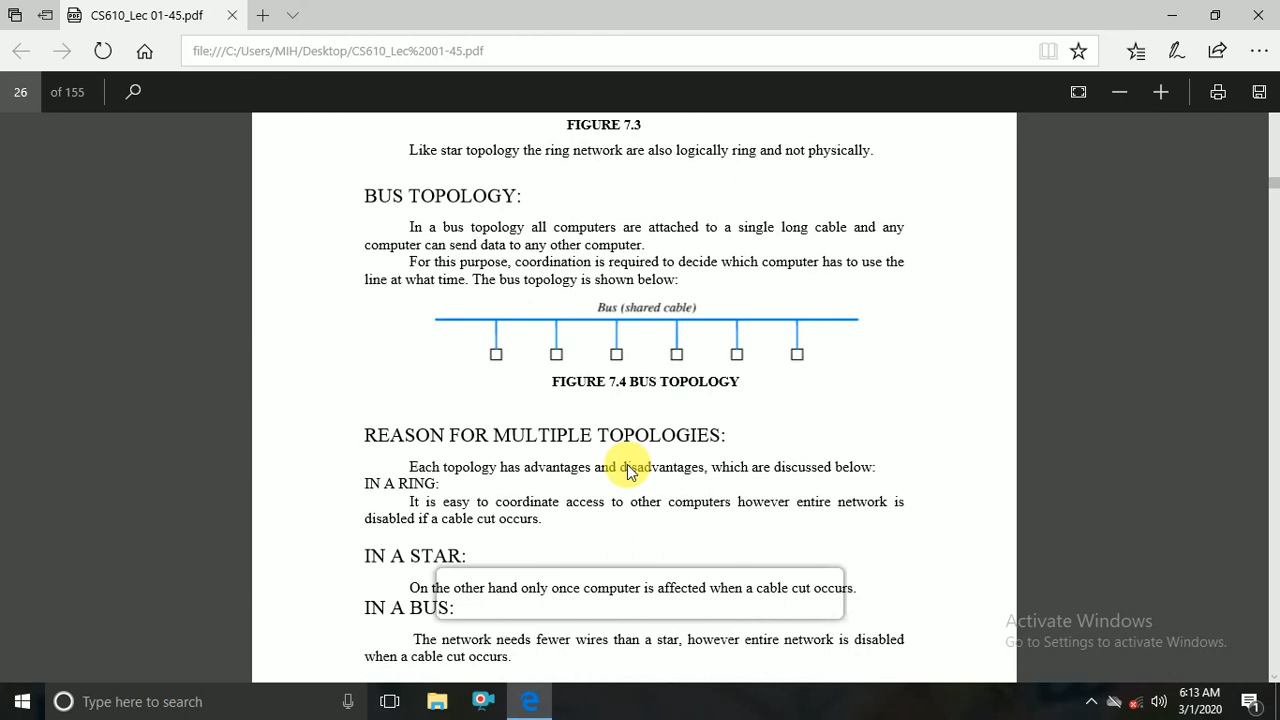 CS610_Lec 01-45.pdf
file:///C:/Users/MIH/Desktop/CS610_Lec%2001-45.pdf
26 of 155
FIGURE 7.3
Like star topology the ring network are also logically ring and not physically.
BUS TOPOLOGY:
In a bus topology all computers are attached to a single long cable and any
computer can send data to any other computer.
For this purpose, coordination is required to decide which computer has to use the
line at what time. The bus topology is shown below:
Bus (shared cable)
FIGURE 7.4 BUS TOPOLOGY
REASON FOR MULTIPLE TOPOLOGIES:
Each topology has advantages and disadvantages, which are discussed below:
IN A RING:
It is easy to coordinate access to other computers however entire network is
disabled if a cable cut occurs.
IN A STAR:
On the other hand only once computer is affected when a cable cut occurs.
IN A BUS:
The network needs fewer wires than a star, however entire network is disabled
when a cable cut occurs.
Activate Windows
Go to Settings to activate Windows.
Type here to search
6:13 AM
3/1/2020
1